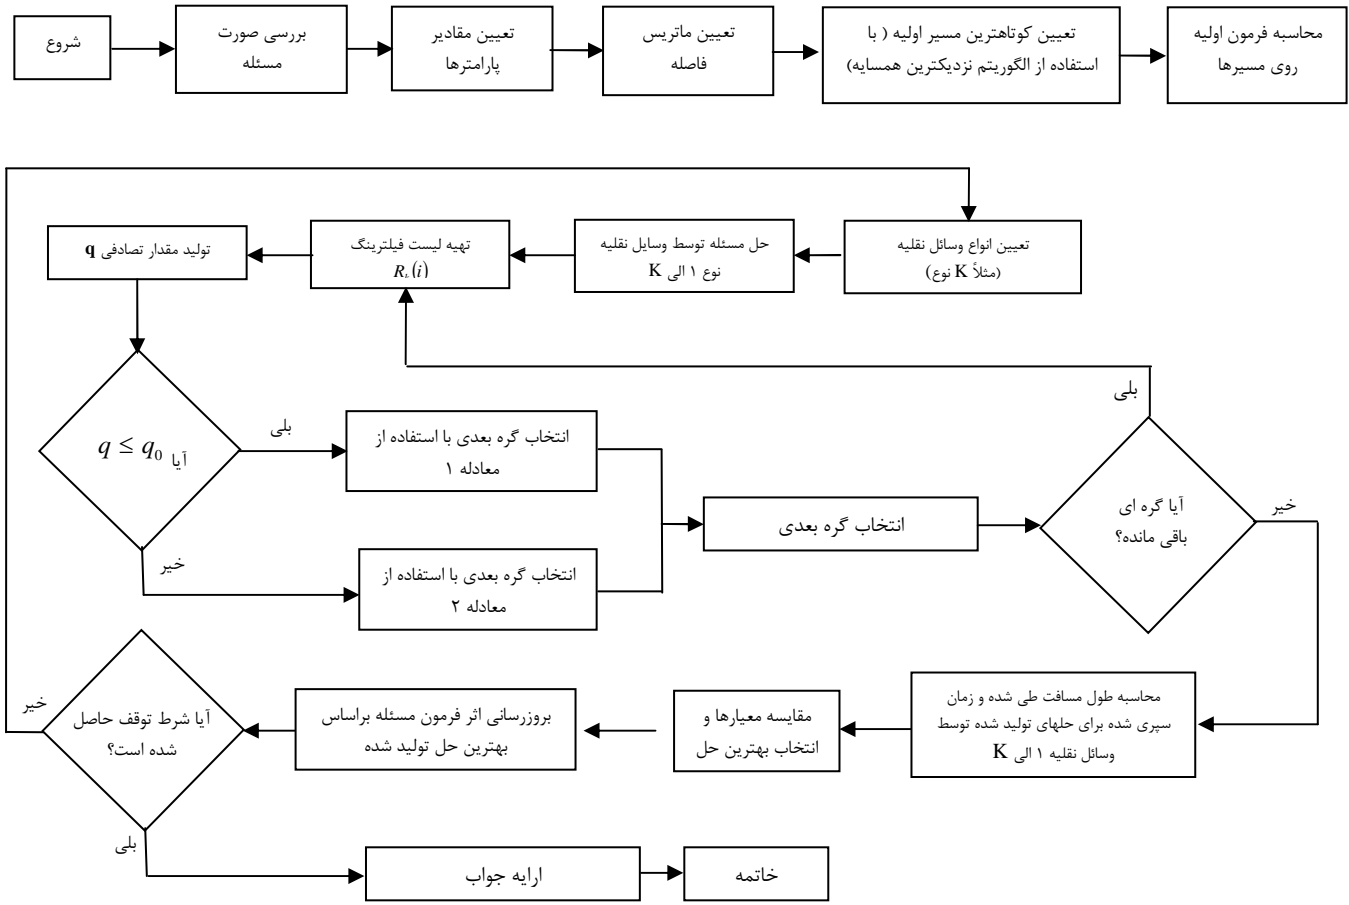 شروع
بررسی صورت
مسئله
تعیین مقادیر
پارامترها
تعیین ماتریس
فاصله
تعیین کوتاهترین مسیر اولیه ( با
استفاده از الگوریتم نزدیکترین همسایه)
محاسبه فرمون اولیه
روی مسیرها
تعیین انواع وسائل نقلیه
(مثلاً K نوع)
حل مسئله توسط وسایل نقلیه
نوع ۱ الی K
تهیه لیست فیلترینگ
R (i)
تولید مقدار تصادفی q
آیا q ≤ q0
بلی
خیر
انتخاب گره بعدی با استفاده از
معادله ۱
انتخاب گره بعدی با استفاده از
معادله ۲
انتخاب گره بعدی
آیا گره ای
باقی مانده؟
بلی
خیر
محاسبه طول مسافت طی شده و زمان
سپری شده برای حلهای تولید شده توسط
وسائل نقلیه ۱ الی K
مقایسه معیارها و
انتخاب بهترین حل
بروزرسانی اثر فرمون مسئله براساس
بهترین حل تولید شده
آیا شرط توقف حاصل
شده است؟
خیر
بلی
ارایه جواب
خاتمه